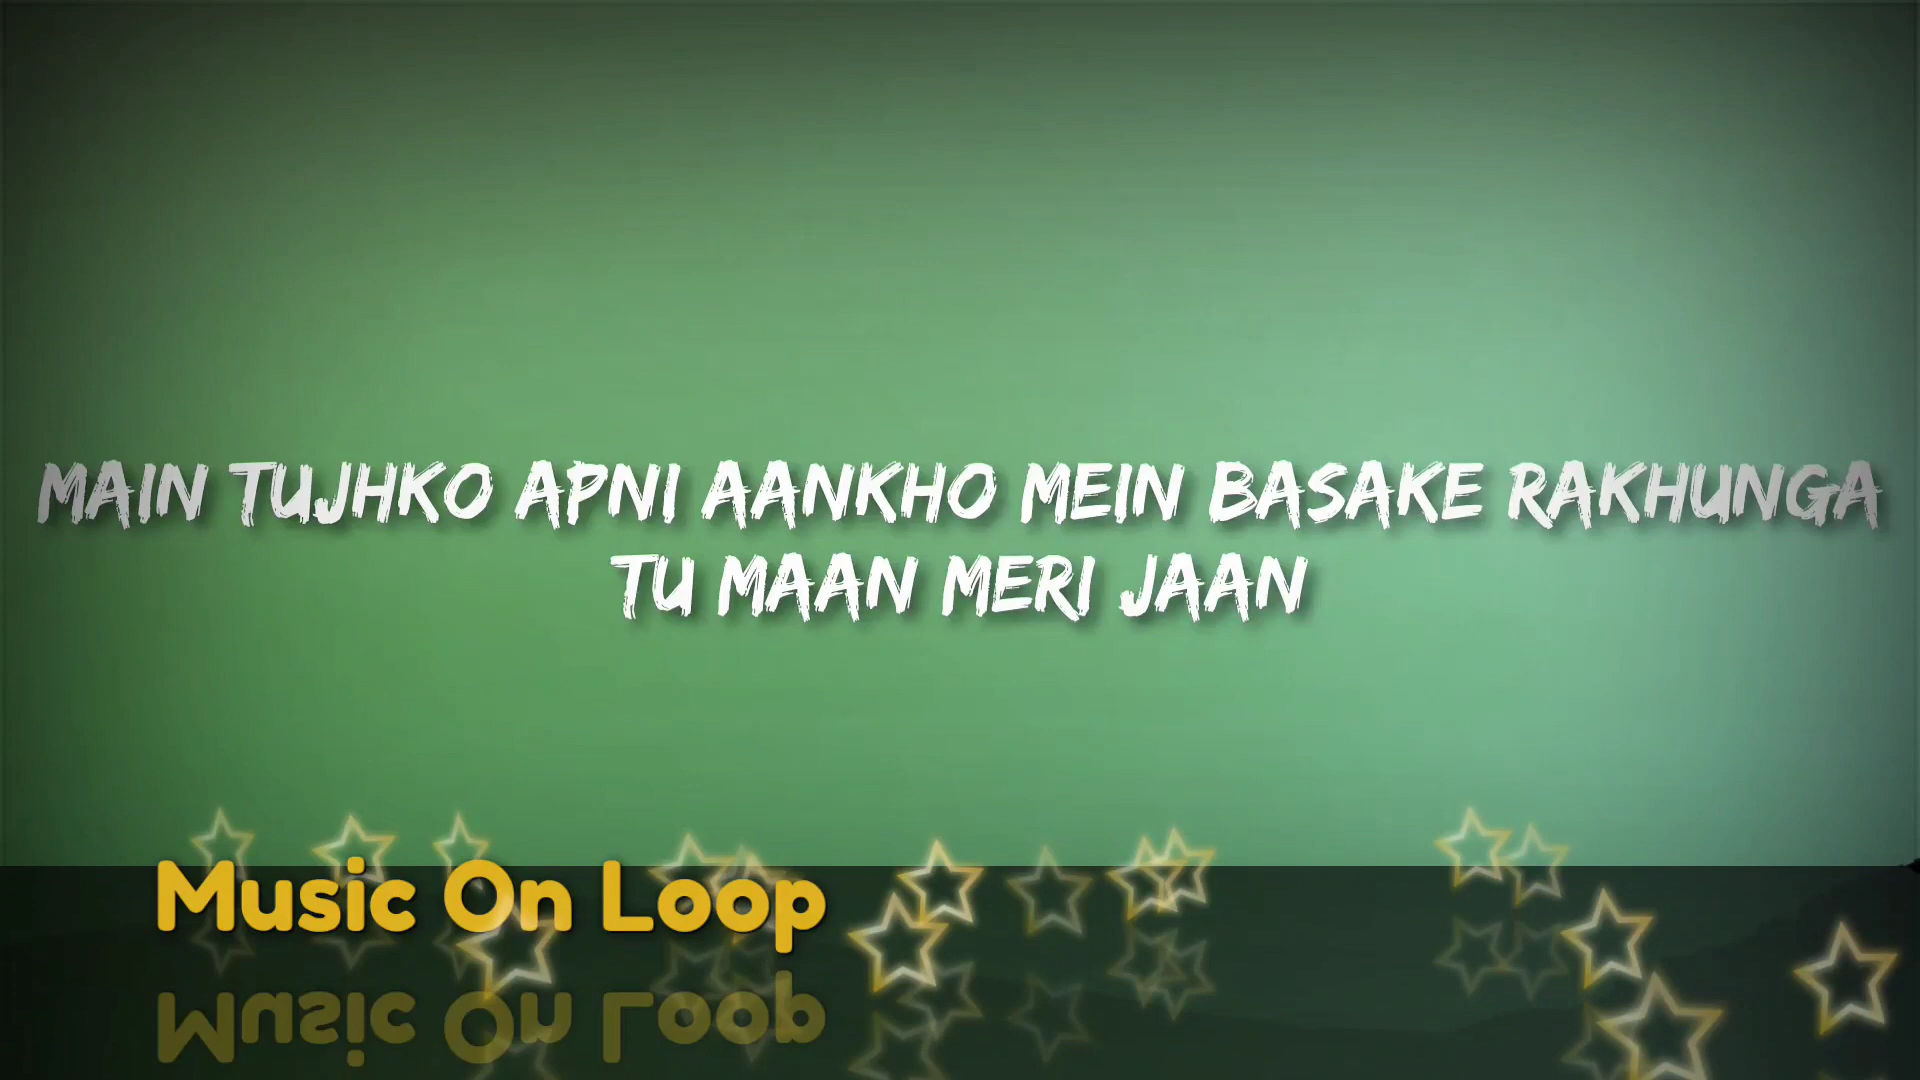 MAIN TUJHKO APNI AANKHO MEIN BASAKE RAKHUNGA
TU MAAN MERI JAAN
Music On Loop